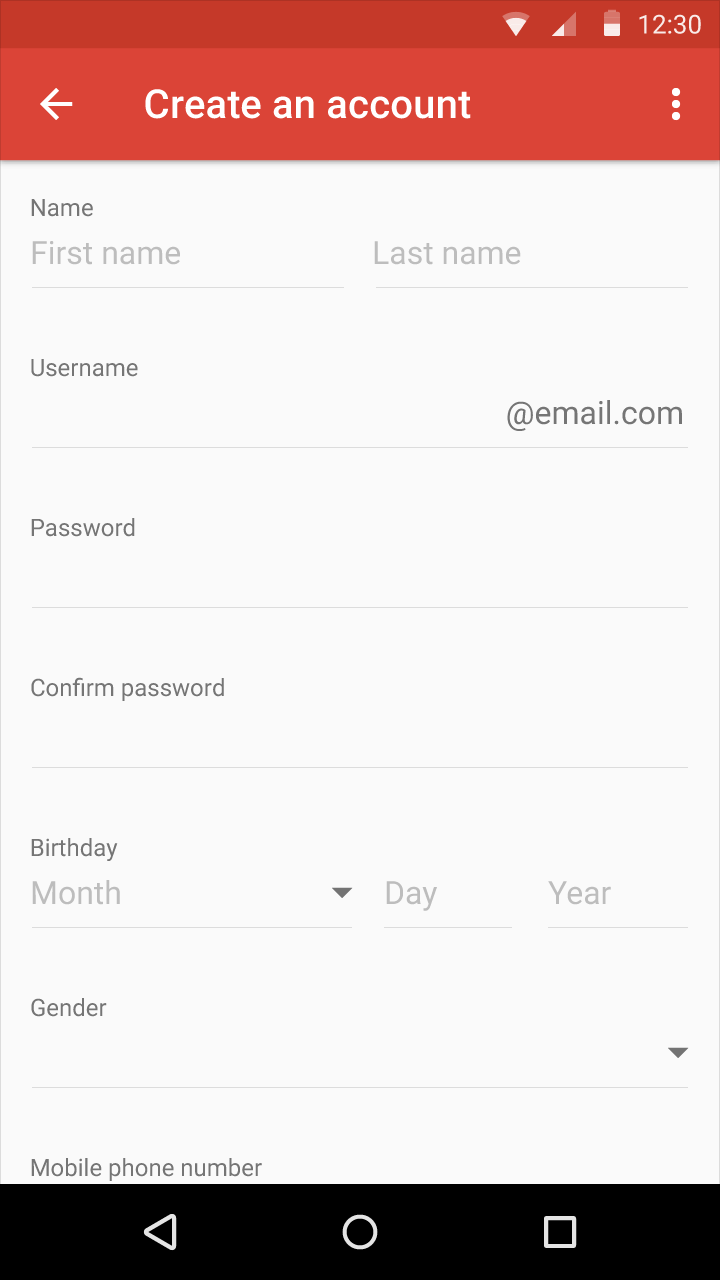 12:30
Create an account
Name
First name Last name
Username
@email.com
Password
Confirm password
Birthday
Month Day Year
Gender
Mobile phone number